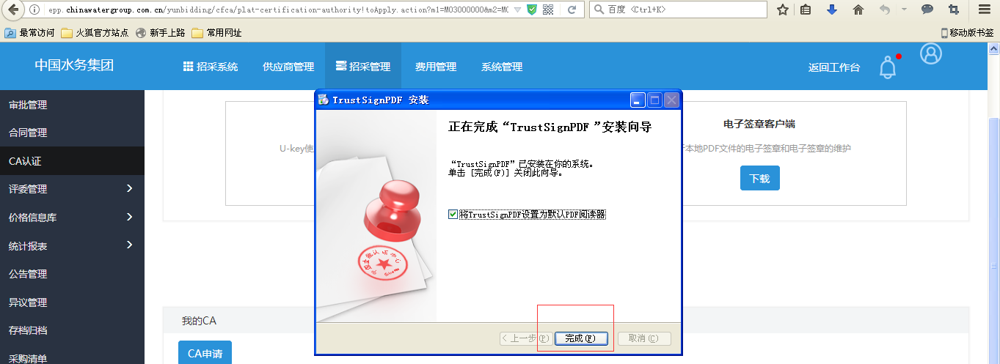 epp.chinawatergroup.com.cn/yunbidding/cfca/plat-certification-authority!toApply.action?m1=M03000000&m2=M0
百度 <Ctrl+K>
最常访问 火狐官方站点 新手上路 常用网址 移动版书签
中国水务集团 招采系统 供应商管理 招采管理 费用管理 系统管理 返回工作台
审批管理
合同管理
CA认证
评委管理
价格信息库
统计报表
公告管理
异议管理
存档归档
采购清单
U-key使
TrustSignPDF 安装
正在完成“TrustSignPDF ”安装向导
“TrustSignPDF”已安装在你的系统。
单击 [完成(F)] 关闭此向导。
将TrustSignPDF设置为默认PDF阅读器
< 上一步(P) 完成(F) 取消(C)
电子签章客户端
本地PDF文件的电子签章和电子签章的维护
下载
我的CA
CA申请